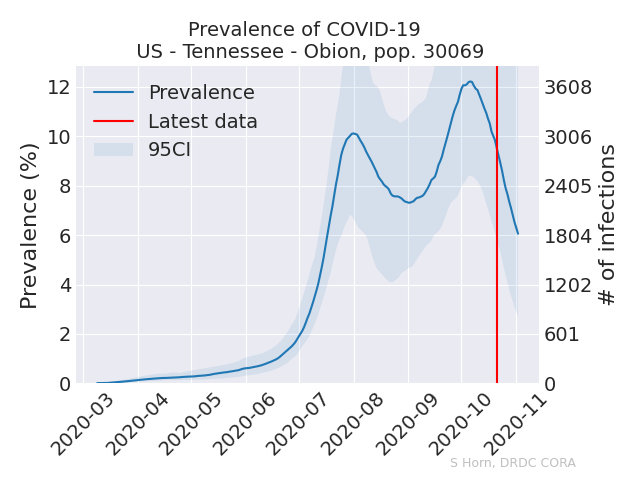 Prevalence of COVID-19
US - Tennessee - Obion, pop. 30069
Prevalence
Latest data
95CI
Prevalence (%)
12
10
8
6
4
2
0
3608
3006
2405
1804
1202
601
0
# of infections
2020-03
2020-04
2020-05
2020-06
2020-07
2020-08
2020-09
2020-10
2020-11
S Horn, DRDC CORA